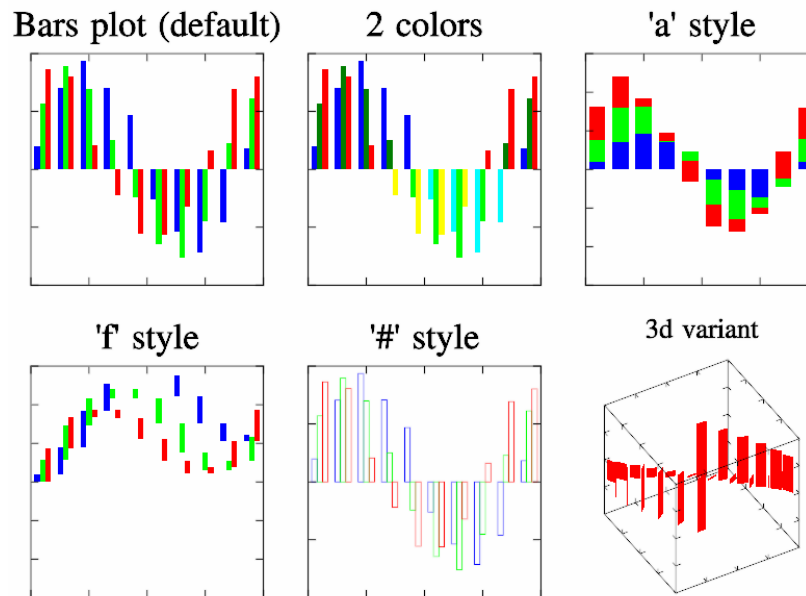 Bars plot (default)
2 colors
'a' style
'f' style
'#' style
3d variant